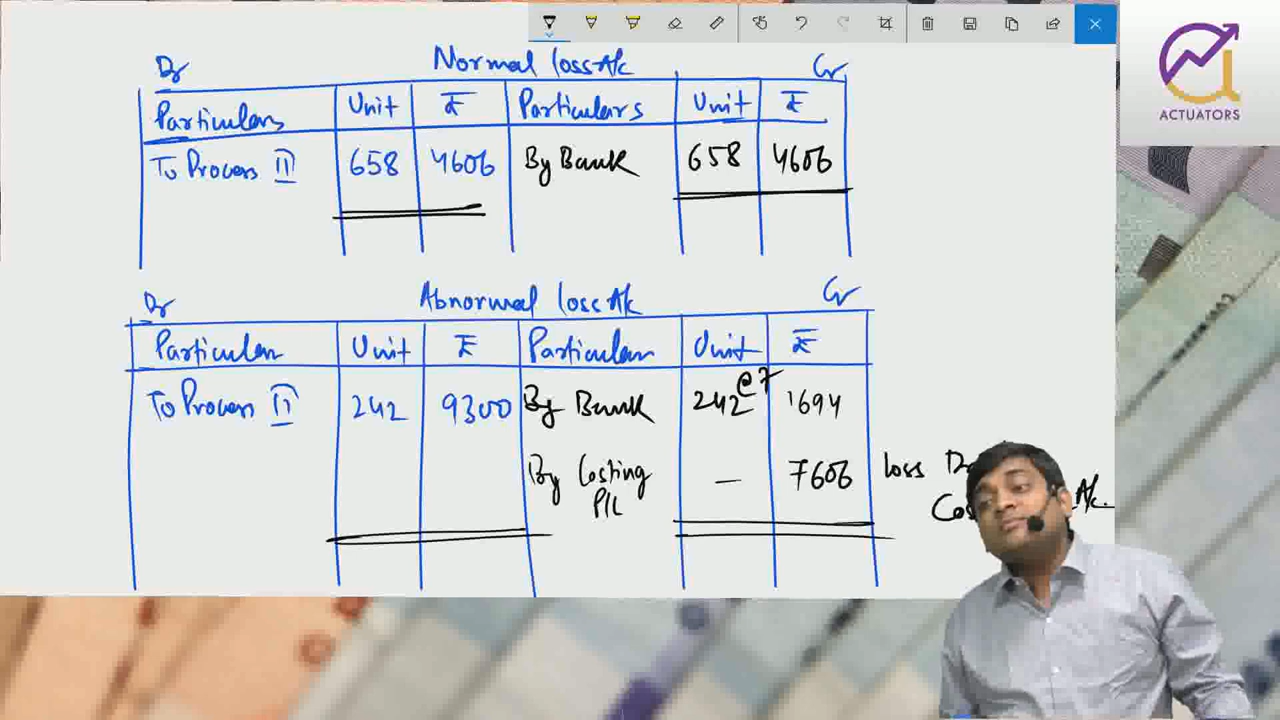 Normal loss A/c
Dr Cr
Particulars Unit ₹ Particulars Unit ₹
To Process II 658 4606 By Bank 658 4606
Abnormal loss A/c
Dr Cr
Particulars Unit ₹ Particulars Unit ₹
To Process II 242 9300 By Bank 242 @ 7 1694
By Costing P/L — 7606 loss
A/c.
ACTUATORS